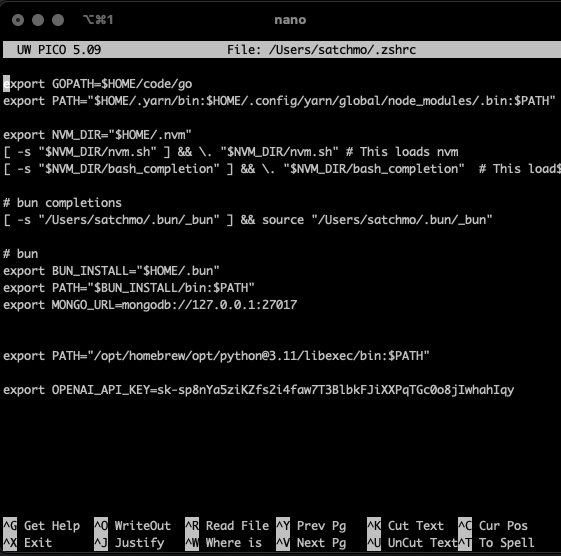 ⌥⌘1
nano
UW PICO 5.09 File: /Users/satchmo/.zshrc
export GOPATH=$HOME/code/go
export PATH="$HOME/.yarn/bin:$HOME/.config/yarn/global/node_modules/.bin:$PATH"
export NVM_DIR="$HOME/.nvm"
[ -s "$NVM_DIR/nvm.sh" ] && \. "$NVM_DIR/nvm.sh" # This loads nvm
[ -s "$NVM_DIR/bash_completion" ] && \. "$NVM_DIR/bash_completion"  # This load$
# bun completions
[ -s "/Users/satchmo/.bun/_bun" ] && source "/Users/satchmo/.bun/_bun"
# bun
export BUN_INSTALL="$HOME/.bun"
export PATH="$BUN_INSTALL/bin:$PATH"
export MONGO_URL=mongodb://127.0.0.1:27017
export PATH="/opt/homebrew/opt/python@3.11/libexec/bin:$PATH"
export OPENAI_API_KEY=
^G Get Help ^O WriteOut ^R Read File ^Y Prev Pg ^K Cut Text ^C Cur Pos
^X Exit ^J Justify ^W Where is ^V Next Pg ^U UnCut Text ^T To Spell